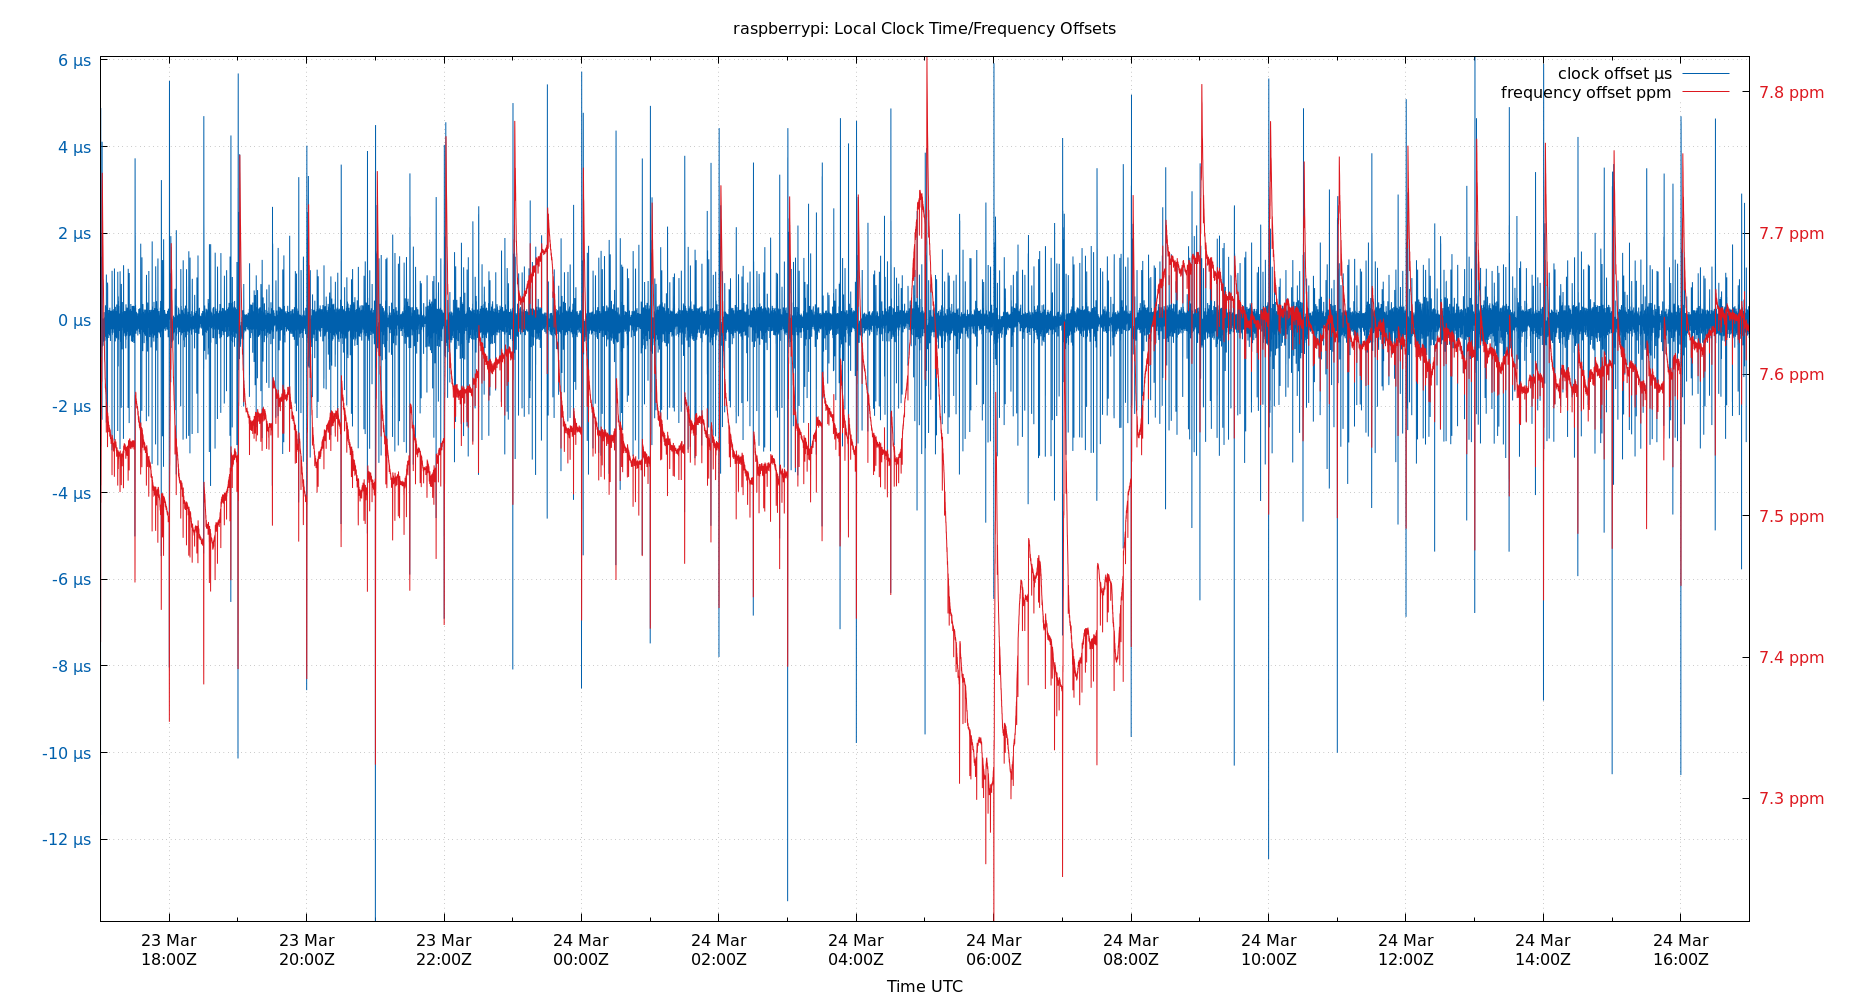 raspberrypi: Local Clock Time/Frequency Offsets
clock offset µs
frequency offset ppm
6 µs
4 µs
2 µs
0 µs
-2 µs
-4 µs
-6 µs
-8 µs
-10 µs
-12 µs
7.8 ppm
7.7 ppm
7.6 ppm
7.5 ppm
7.4 ppm
7.3 ppm
23 Mar
18:00Z
23 Mar
20:00Z
23 Mar
22:00Z
24 Mar
00:00Z
24 Mar
02:00Z
24 Mar
04:00Z
24 Mar
06:00Z
24 Mar
08:00Z
24 Mar
10:00Z
24 Mar
12:00Z
24 Mar
14:00Z
24 Mar
16:00Z
Time UTC